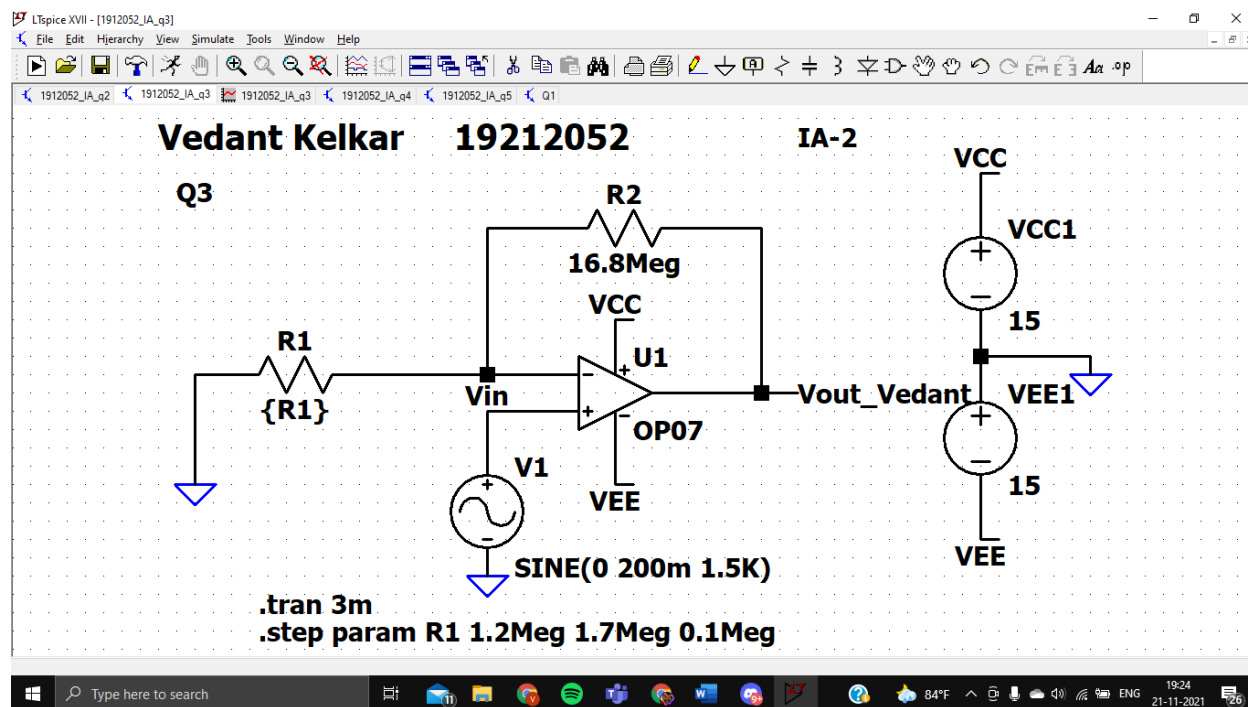 LTspice XVII - [1912052_IA_q3]
File Edit Hierarchy View Simulate Tools Window Help
1912052_IA_q2 1912052_IA_q3 1912052_IA_q3 1912052_IA_q4 1912052_IA_q5 Q1
Vedant Kelkar 19212052 IA-2
Q3
VCC
R2
VCC1
16.8Meg
VCC
15
R1
U1
{R1}
Vin
Vout_Vedant
VEE1
OP07
V1
15
VEE
VEE
SINE(0 200m 1.5K)
.tran 3m
.step param R1 1.2Meg 1.7Meg 0.1Meg
Type here to search
11
9+
84°F
ENG
19:24
21-11-2021
26